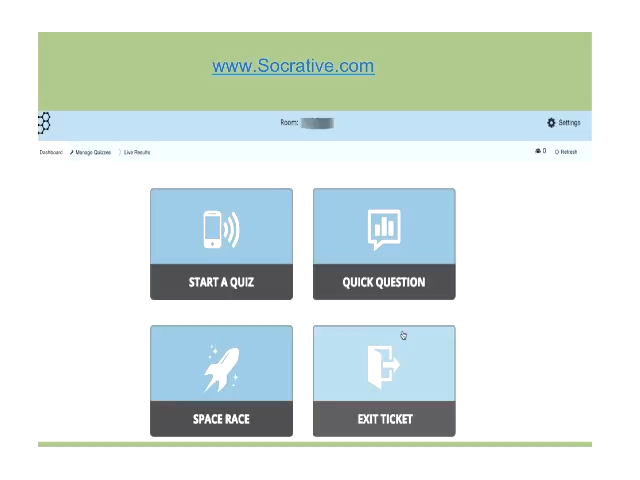 www.Socrative.com
Room:
Settings
Dashboard Manage Quizzes Live Results 0 Refresh
START A QUIZ QUICK QUESTION
SPACE RACE EXIT TICKET